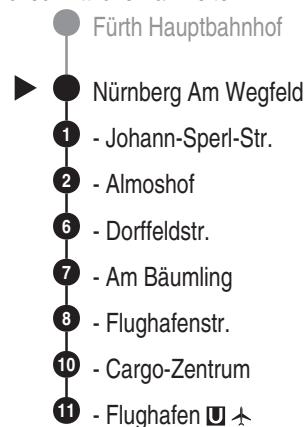 Fürth Hauptbahnhof
Nürnberg Am Wegfeld
1 - Johann-Sperl-Str.
2 - Almoshof
6 - Dorffeldstr.
7 - Am Bäumling
8 - Flughafenstr.
10 - Cargo-Zentrum
11 - Flughafen U